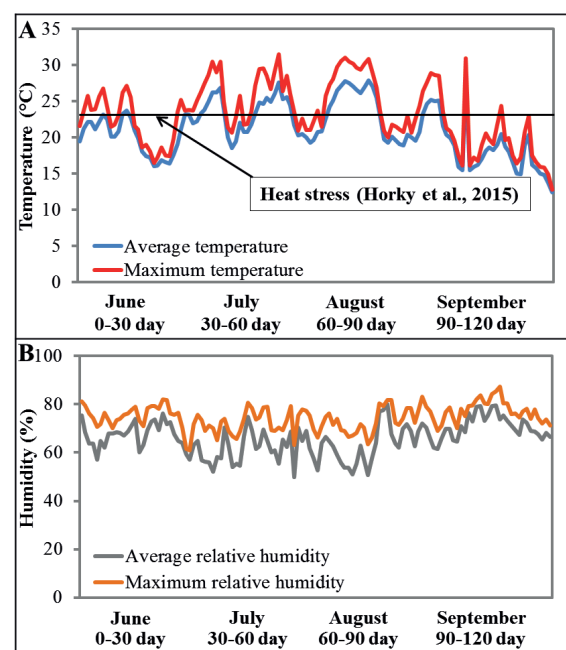 A
35
30
25
20
15
10
5
0
Temperature (°C)
Heat stress (Horky et al., 2015)
Average temperature
Maximum temperature
June
0-30 day
July
30-60 day
August
60-90 day
September
90-120 day
B
100
80
60
40
20
0
Humidity (%)
Average relative humidity
Maximum relative humidity
June
0-30 day
July
30-60 day
August
60-90 day
September
90-120 day